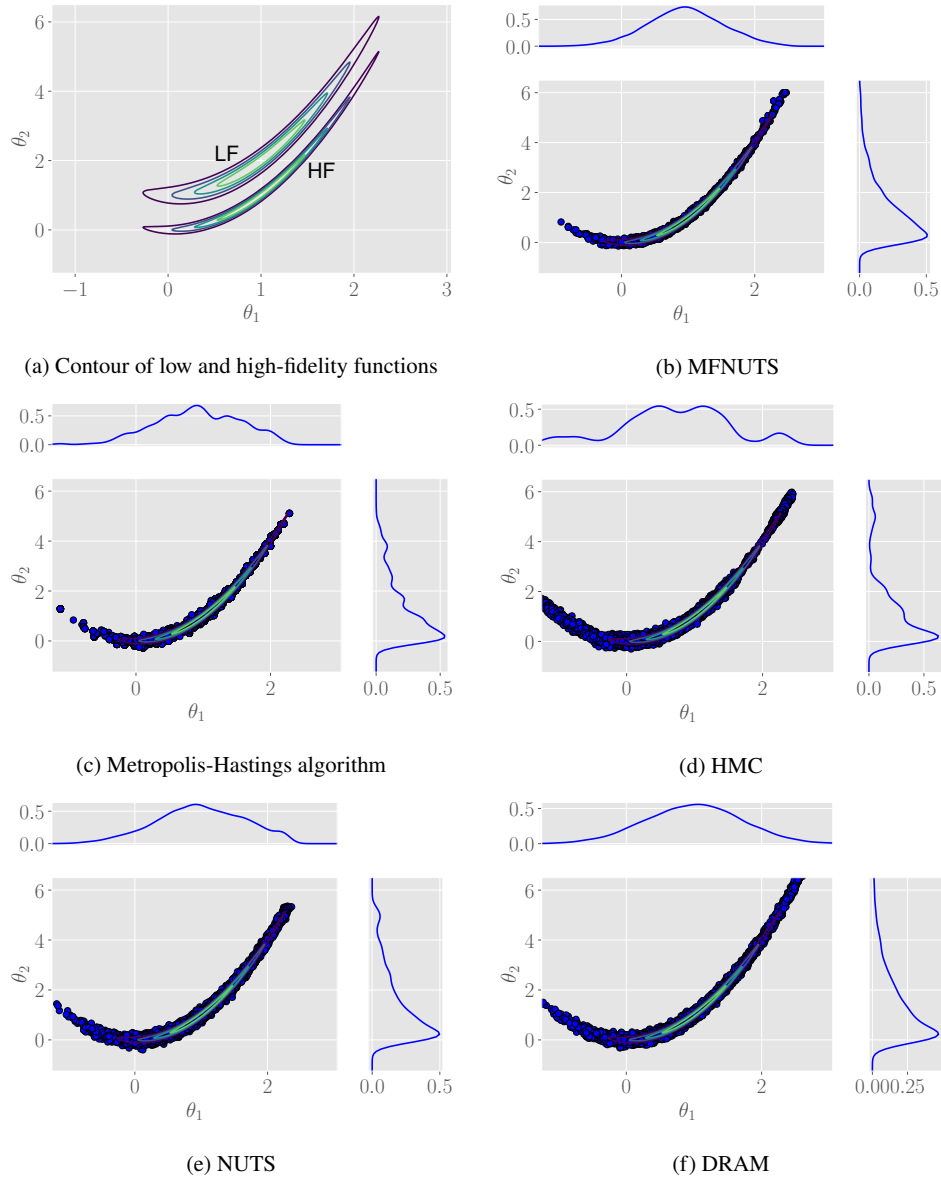 6
4
2
0
θ2
LF
HF
−1
0
1
2
3
θ1
(a) Contour of low and high-fidelity functions
0.5
0.0
6
4
2
0
θ2
0
2
θ1
0.0
0.5
(b) MFNUTS
0.5
0.0
6
4
2
0
θ2
0
2
θ1
0.0
0.5
(c) Metropolis-Hastings algorithm
0.5
0.0
6
4
2
0
θ2
0
2
θ1
0.0
0.5
(d) HMC
0.5
0.0
6
4
2
0
θ2
0
2
θ1
0.0
0.5
(e) NUTS
0.5
0.0
6
4
2
0
θ2
0
2
θ1
0.000.25
(f) DRAM